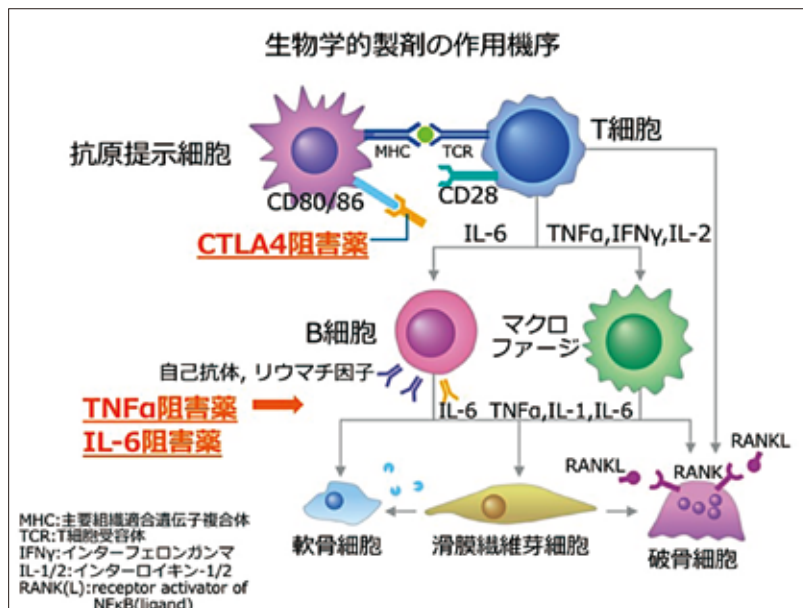 生物学的製剤の作用機序
抗原提示細胞
MHC
TCR
T細胞
CD80/86
CD28
CTLA4阻害薬
IL-6
TNFα,IFNγ,IL-2
B細胞
マクロ
ファージ
自己抗体, リウマチ因子
TNFα阻害薬
IL-6阻害薬
IL-6
TNFα,IL-1,IL-6
RANKL
RANK
RANKL
軟骨細胞
滑膜繊維芽細胞
破骨細胞
MHC:主要組織適合遺伝子複合体
TCR:T細胞受容体
IFNγ:インターフェロンガンマ
IL-1/2:インターロイキン-1/2
RANK(L):receptor activator of
NFκB(ligand)